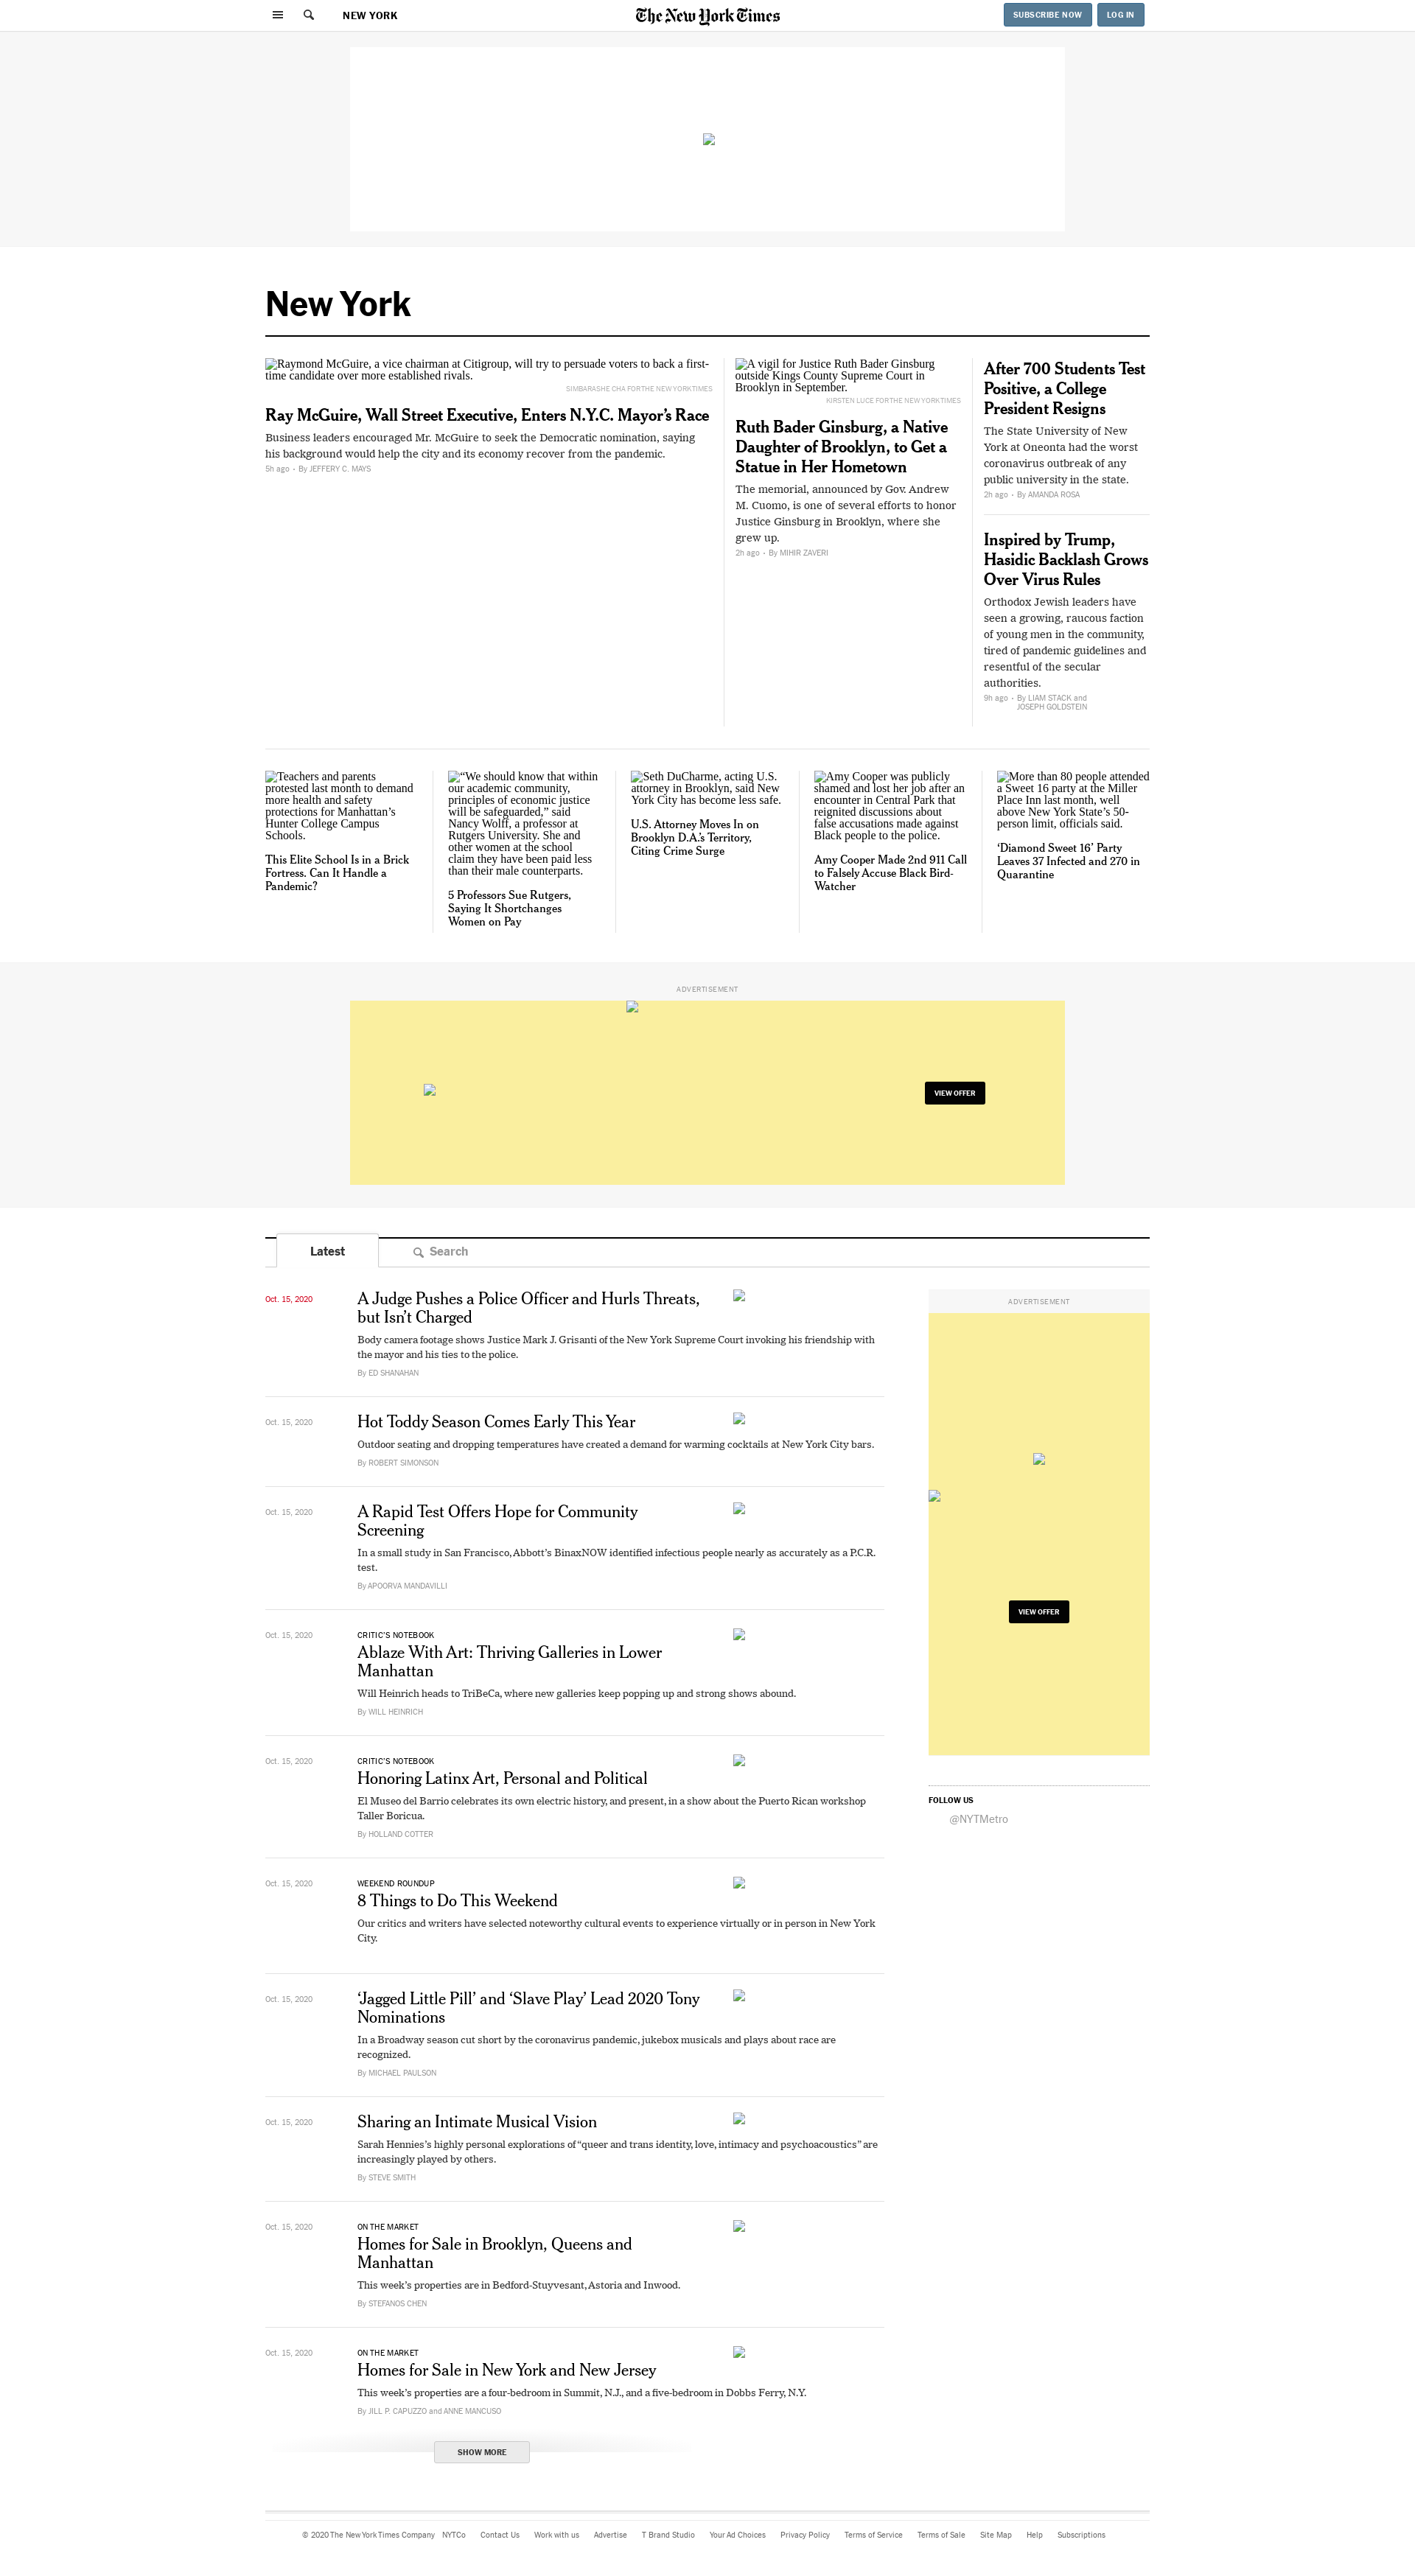 NEW YORK
The New York Times
SUBSCRIBE NOW
LOG IN
New York
Raymond McGuire, a vice chairman at Citigroup, will try to persuade voters to back a first-
time candidate over more established rivals.
SIMBARASHE CHA FOR THE NEW YORK TIMES
Ray McGuire, Wall Street Executive, Enters N.Y.C. Mayor’s Race
Business leaders encouraged Mr. McGuire to seek the Democratic nomination, saying
his background would help the city and its economy recover from the pandemic.
5h ago • By JEFFERY C. MAYS
A vigil for Justice Ruth Bader Ginsburg
outside Kings County Supreme Court in
Brooklyn in September.
KIRSTEN LUCE FOR THE NEW YORK TIMES
Ruth Bader Ginsburg, a Native
Daughter of Brooklyn, to Get a
Statue in Her Hometown
The memorial, announced by Gov. Andrew
M. Cuomo, is one of several efforts to honor
Justice Ginsburg in Brooklyn, where she
grew up.
2h ago • By MIHIR ZAVERI
After 700 Students Test
Positive, a College
President Resigns
The State University of New
York at Oneonta had the worst
coronavirus outbreak of any
public university in the state.
2h ago • By AMANDA ROSA
Inspired by Trump,
Hasidic Backlash Grows
Over Virus Rules
Orthodox Jewish leaders have
seen a growing, raucous faction
of young men in the community,
tired of pandemic guidelines and
resentful of the secular
authorities.
9h ago • By LIAM STACK and
JOSEPH GOLDSTEIN
Teachers and parents
protested last month to demand
more health and safety
protections for Manhattan’s
Hunter College Campus
Schools.
This Elite School Is in a Brick
Fortress. Can It Handle a
Pandemic?
“We should know that within
our academic community,
principles of economic justice
will be safeguarded,” said
Nancy Wolff, a professor at
Rutgers University. She and
other women at the school
claim they have been paid less
than their male counterparts.
5 Professors Sue Rutgers,
Saying It Shortchanges
Women on Pay
Seth DuCharme, acting U.S.
attorney in Brooklyn, said New
York City has become less safe.
U.S. Attorney Moves In on
Brooklyn D.A.’s Territory,
Citing Crime Surge
Amy Cooper was publicly
shamed and lost her job after an
encounter in Central Park that
reignited discussions about
false accusations made against
Black people to the police.
Amy Cooper Made 2nd 911 Call
to Falsely Accuse Black Bird-
Watcher
More than 80 people attended
a Sweet 16 party at the Miller
Place Inn last month, well
above New York State’s 50-
person limit, officials said.
‘Diamond Sweet 16’ Party
Leaves 37 Infected and 270 in
Quarantine
ADVERTISEMENT
VIEW OFFER
Latest
Search
Oct. 15, 2020
A Judge Pushes a Police Officer and Hurls Threats,
but Isn’t Charged
Body camera footage shows Justice Mark J. Grisanti of the New York Supreme Court invoking his friendship with
the mayor and his ties to the police.
By ED SHANAHAN
Oct. 15, 2020
Hot Toddy Season Comes Early This Year
Outdoor seating and dropping temperatures have created a demand for warming cocktails at New York City bars.
By ROBERT SIMONSON
Oct. 15, 2020
A Rapid Test Offers Hope for Community
Screening
In a small study in San Francisco, Abbott’s BinaxNOW identified infectious people nearly as accurately as a P.C.R.
test.
By APOORVA MANDAVILLI
Oct. 15, 2020
CRITIC’S NOTEBOOK
Ablaze With Art: Thriving Galleries in Lower
Manhattan
Will Heinrich heads to TriBeCa, where new galleries keep popping up and strong shows abound.
By WILL HEINRICH
Oct. 15, 2020
CRITIC’S NOTEBOOK
Honoring Latinx Art, Personal and Political
El Museo del Barrio celebrates its own electric history, and present, in a show about the Puerto Rican workshop
Taller Boricua.
By HOLLAND COTTER
Oct. 15, 2020
WEEKEND ROUNDUP
8 Things to Do This Weekend
Our critics and writers have selected noteworthy cultural events to experience virtually or in person in New York
City.
Oct. 15, 2020
‘Jagged Little Pill’ and ‘Slave Play’ Lead 2020 Tony
Nominations
In a Broadway season cut short by the coronavirus pandemic, jukebox musicals and plays about race are
recognized.
By MICHAEL PAULSON
Oct. 15, 2020
Sharing an Intimate Musical Vision
Sarah Hennies’s highly personal explorations of “queer and trans identity, love, intimacy and psychoacoustics” are
increasingly played by others.
By STEVE SMITH
Oct. 15, 2020
ON THE MARKET
Homes for Sale in Brooklyn, Queens and
Manhattan
This week’s properties are in Bedford-Stuyvesant, Astoria and Inwood.
By STEFANOS CHEN
Oct. 15, 2020
ON THE MARKET
Homes for Sale in New York and New Jersey
This week’s properties are a four-bedroom in Summit, N.J., and a five-bedroom in Dobbs Ferry, N.Y.
By JILL P. CAPUZZO and ANNE MANCUSO
SHOW MORE
ADVERTISEMENT
VIEW OFFER
FOLLOW US
@NYTMetro
© 2020 The New York Times Company NYTCo Contact Us Work with us Advertise T Brand Studio Your Ad Choices Privacy Policy Terms of Service Terms of Sale Site Map Help Subscriptions